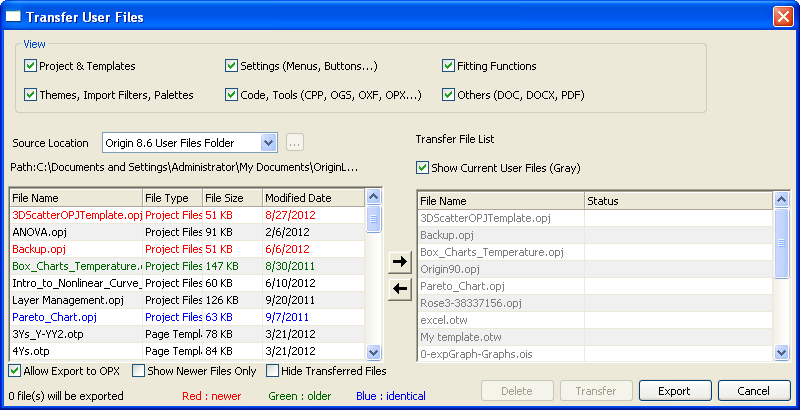 Transfer User Files
View
Project & Templates
Settings (Menus, Buttons...)
Fitting Functions
Themes, Import Filters, Palettes
Code, Tools (CPP, OGS, OXF, OPX...)
Others (DOC, DOCX, PDF)
Source Location
Origin 8.6 User Files Folder
...
Path:C:\Documents and Settings\Administrator\My Documents\OriginL...
File Name File Type File Size Modified Date
3DScatterOPJTemplate.opj Project Files 51 KB 8/27/2012
ANOVA.opj Project Files 91 KB 2/6/2012
Backup.opj Project Files 51 KB 6/6/2012
Box_Charts_Temperature.o Project Files 147 KB 8/30/2011
Intro_to_Nonlinear_Curve_ Project Files 60 KB 6/10/2012
Layer Management.opj Project Files 126 KB 9/20/2011
Pareto_Chart.opj Project Files 63 KB 9/7/2011
3Ys_Y-YY2.otp Page Templ 78 KB 3/21/2012
4Ys.otp Page Templ 84 KB 3/21/2012
Allow Export to OPX
Show Newer Files Only
Hide Transferred Files
0 file(s) will be exported
Red : newer
Green : older
Blue : identical
Transfer File List
Show Current User Files (Gray)
File Name Status
3DScatterOPJTemplate.opj
Backup.opj
Box_Charts_Temperature.opj
Origin90.opj
Pareto_Chart.opj
Rose3-38337156.opj
excel.otw
My template.otw
0-expGraph-Graphs.ois
Delete
Transfer
Export
Cancel